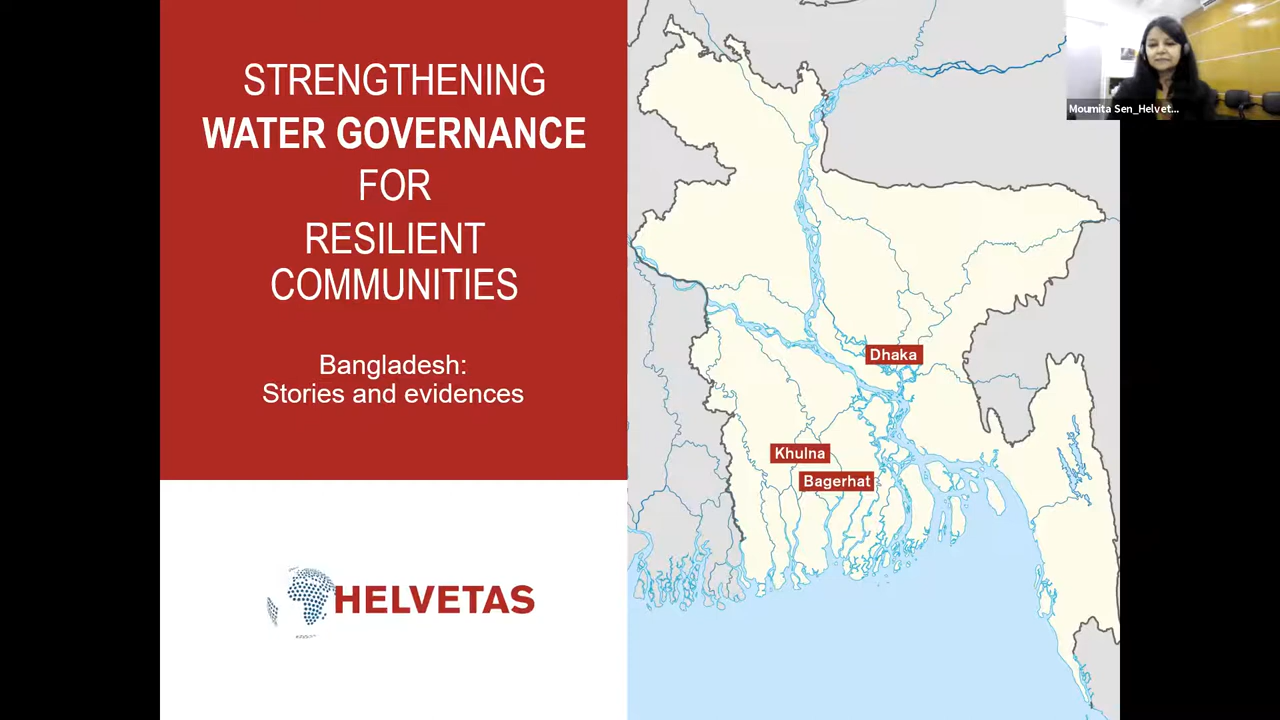 STRENGTHENING
WATER GOVERNANCE
FOR
RESILIENT
COMMUNITIES
Bangladesh:
Stories and evidences
HELVETAS
Dhaka
Khulna
Bagerhat
Moumita Sen_Helvet...